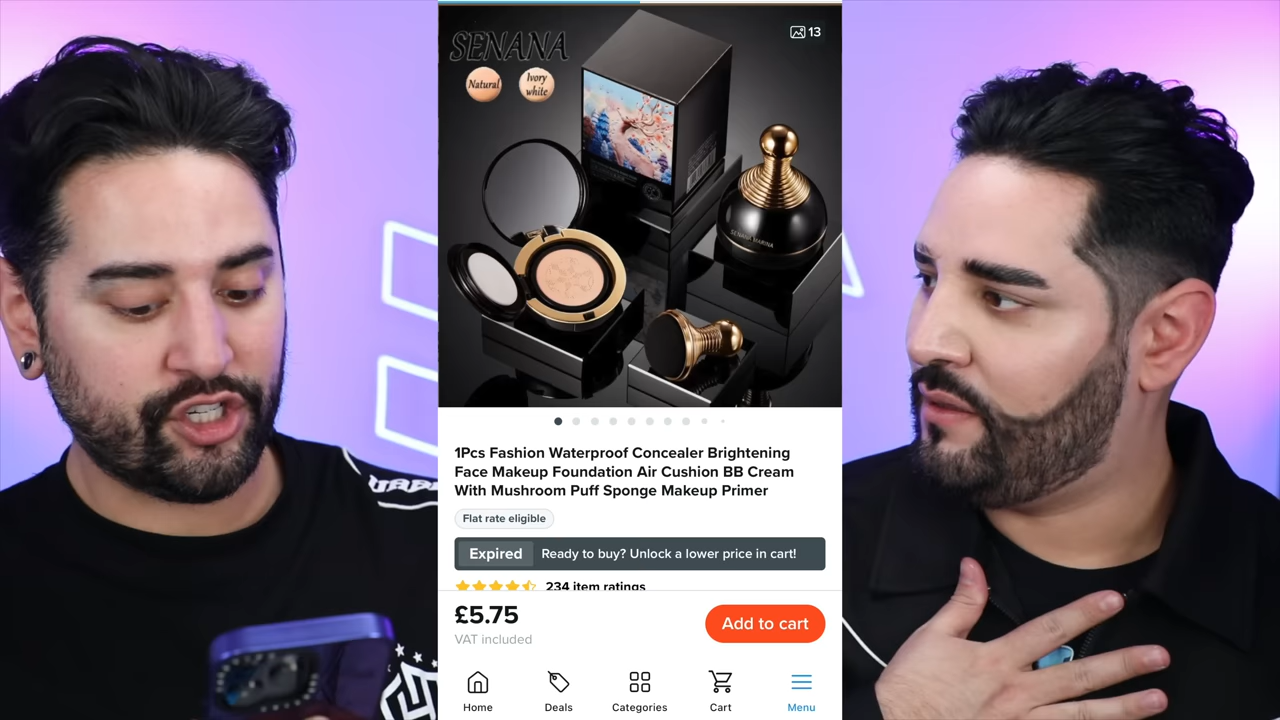 SENANA
13
Natural
Ivory
white
SENANA MARINA
1Pcs Fashion Waterproof Concealer Brightening
Face Makeup Foundation Air Cushion BB Cream
With Mushroom Puff Sponge Makeup Primer
Flat rate eligible
Expired
Ready to buy? Unlock a lower price in cart!
234 item ratings
£5.75
VAT included
Add to cart
Home
Deals
Categories
Cart
Menu